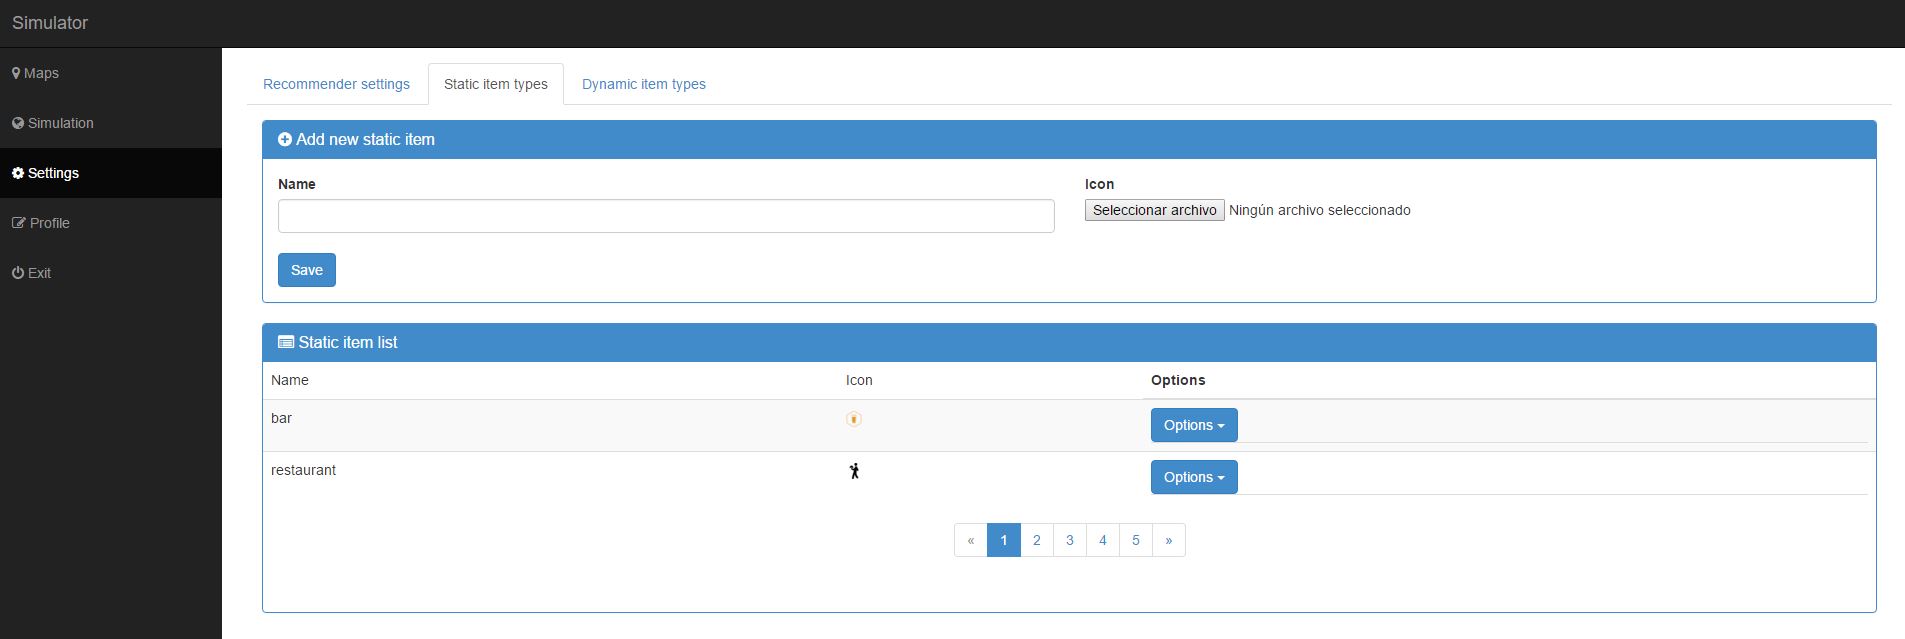 Simulator
Maps
Simulation
Settings
Profile
Exit
Recommender settings Static item types Dynamic item types
Add new static item
Name Icon
Seleccionar archivo Ningún archivo seleccionado
Save
Static item list
Name Icon Options
bar Options
restaurant Options
« 1 2 3 4 5 »